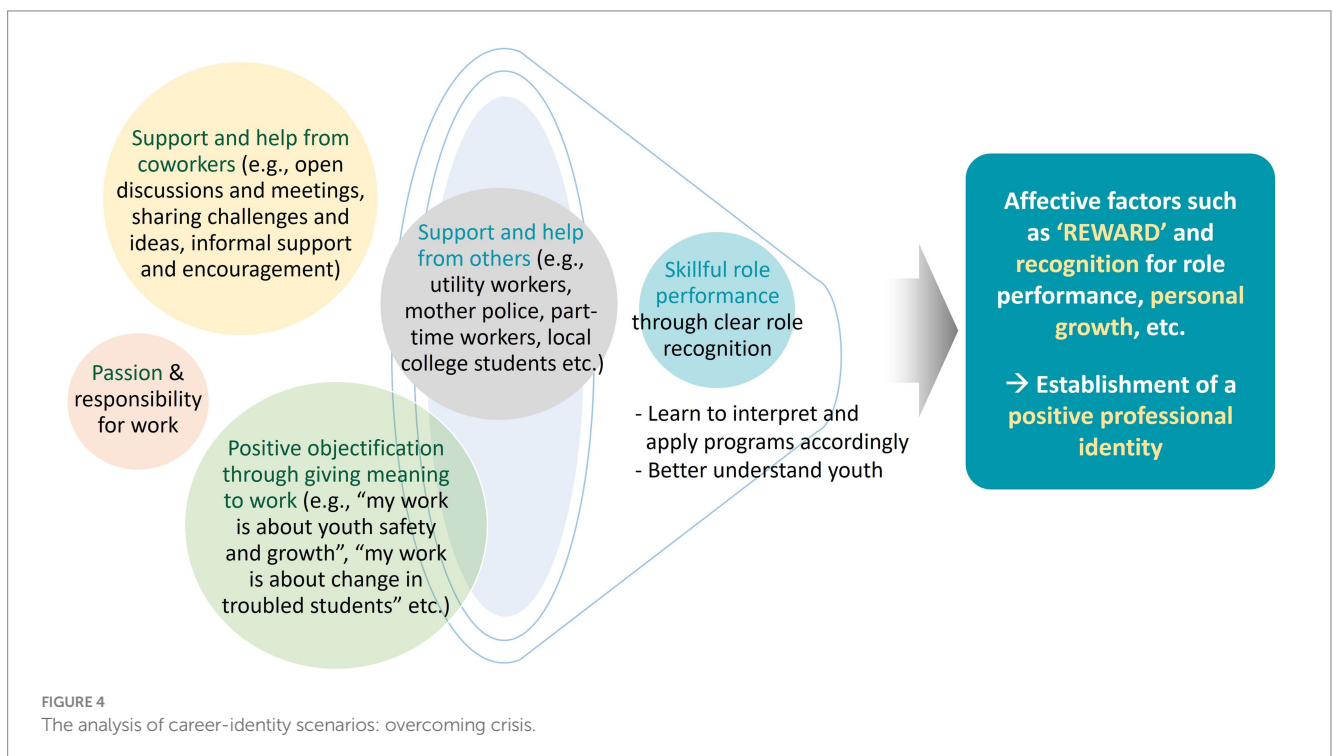 Support and help from
coworkers (e.g., open
discussions and meetings,
sharing challenges and
ideas, informal support
and encouragement)
Passion &
responsibility
for work
Positive objectification
through giving meaning
to work (e.g., “my work
is about youth safety
and growth”, “my work
is about change in
troubled students” etc.)
Support and help
from others (e.g.,
utility workers,
mother police, part-
time workers, local
college students etc.)
Skillful role
performance
through clear role
recognition
- Learn to interpret and
apply programs accordingly
- Better understand youth
Affective factors such
as ‘REWARD’ and
recognition for role
performance, personal
growth, etc.
→ Establishment of a
positive professional
identity
FIGURE 4
The analysis of career-identity scenarios: overcoming crisis.